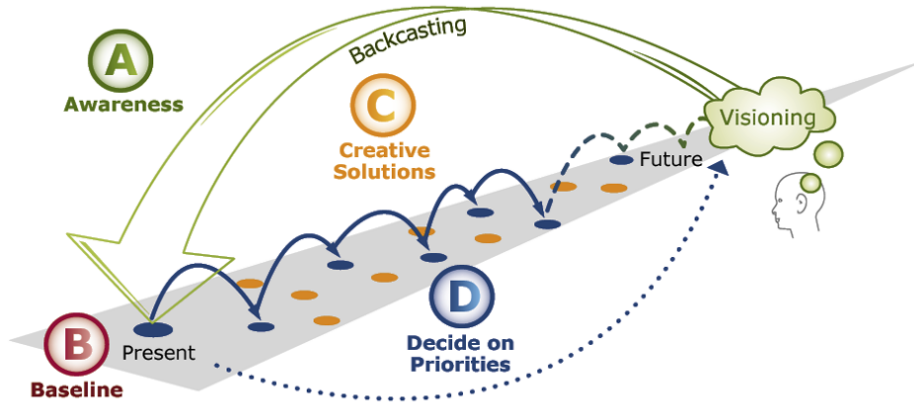 A
Awareness
Backcasting
C
Creative
Solutions
Visioning
Future
D
Decide on
Priorities
B
Baseline
Present